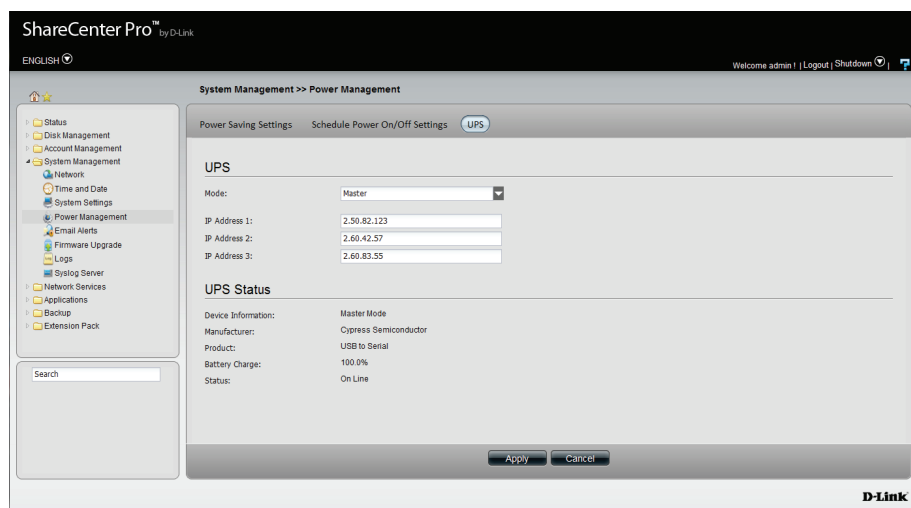 ShareCenter Pro™ by D-Link
ENGLISH
Welcome admin ! | Logout | Shutdown | ?
System Management >> Power Management
Status
Disk Management
Account Management
System Management
Network
Time and Date
System Settings
Power Management
Email Alerts
Firmware Upgrade
Logs
Syslog Server
Network Services
Applications
Backup
Extension Pack
Search
Power Saving Settings Schedule Power On/Off Settings UPS
UPS
Mode: Master
IP Address 1: 2.50.82.123
IP Address 2: 2.60.42.57
IP Address 3: 2.60.83.55
UPS Status
Device Information: Master Mode
Manufacturer: Cypress Semiconductor
Product: USB to Serial
Battery Charge: 100.0%
Status: On Line
Apply Cancel
D-Link